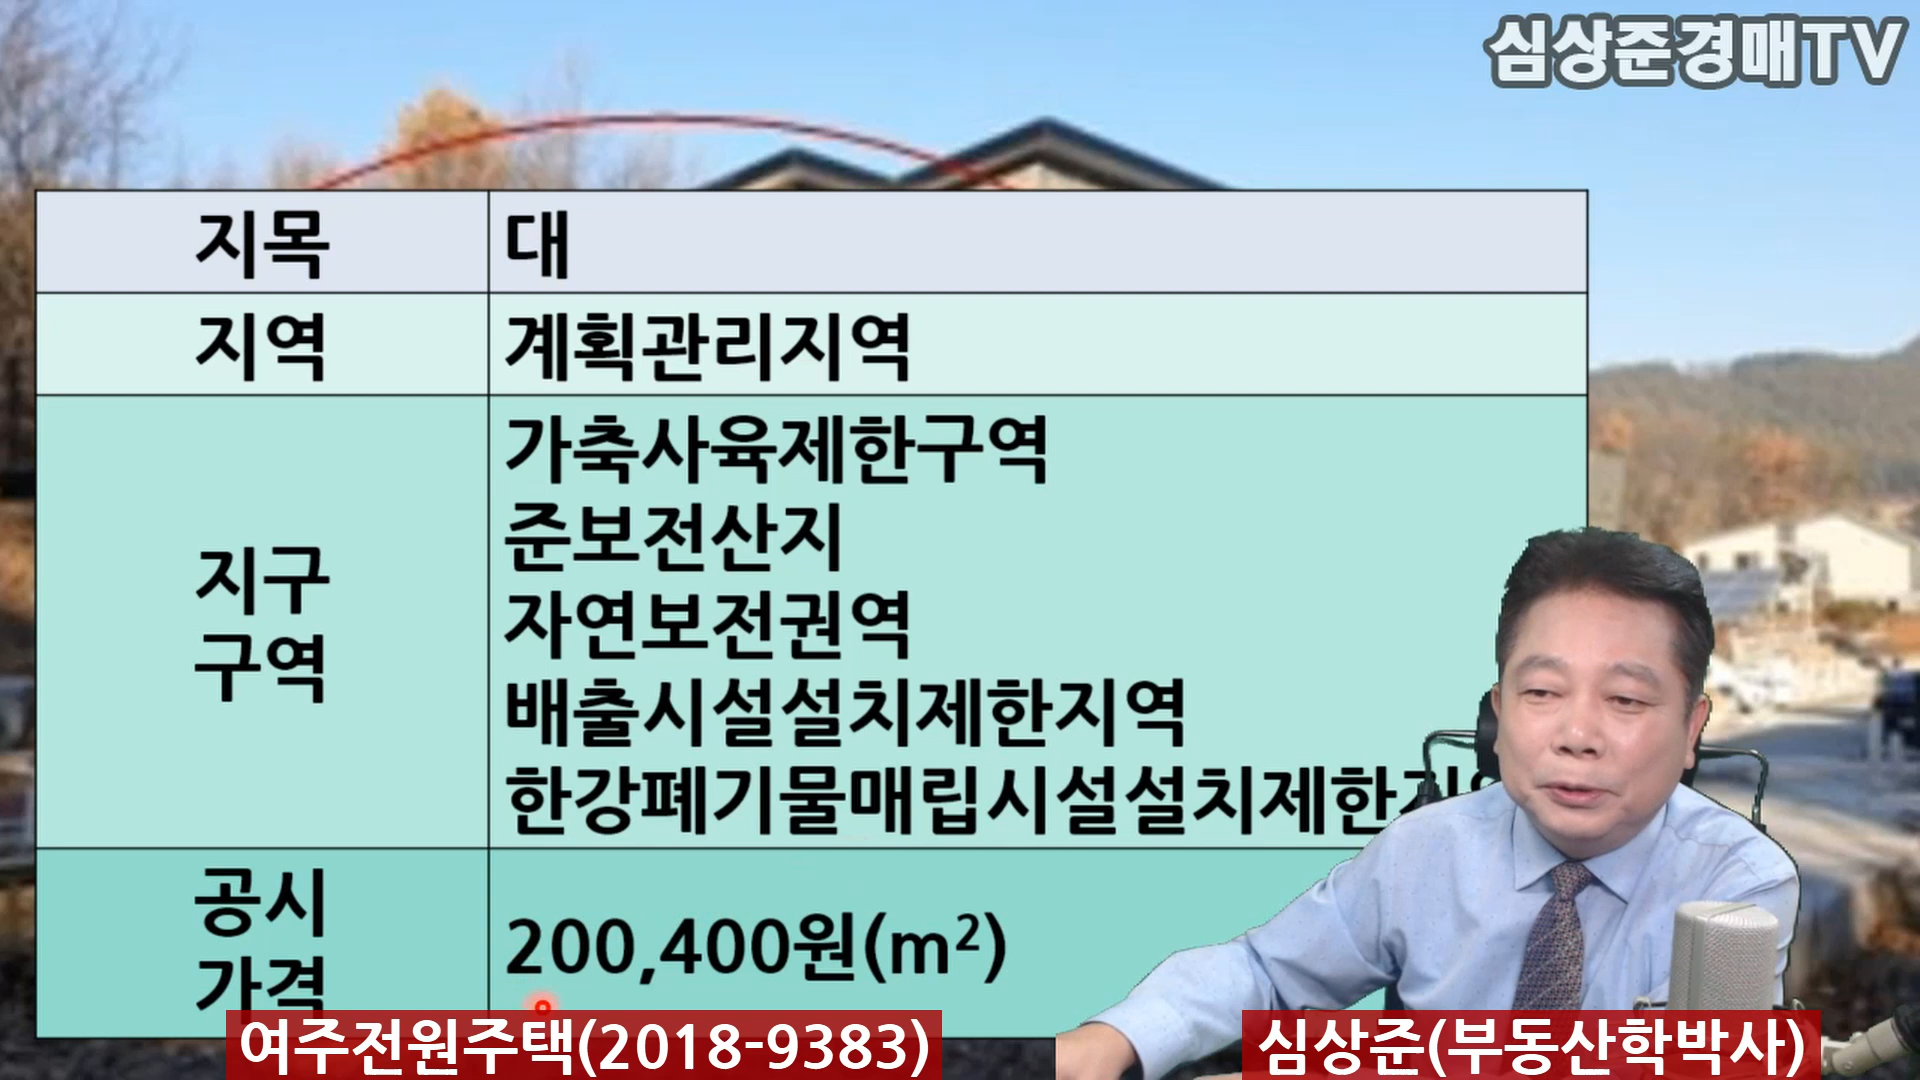 심상준경매TV
지목
대
지역
계획관리지역
지구
구역
가축사육제한구역
준보전산지
자연보전권역
배출시설설치제한지역
한강폐기물매립시설설치제한지역
공시
가격
200,400원(m²)
여주전원주택(2018-9383)
심상준(부동산학박사)